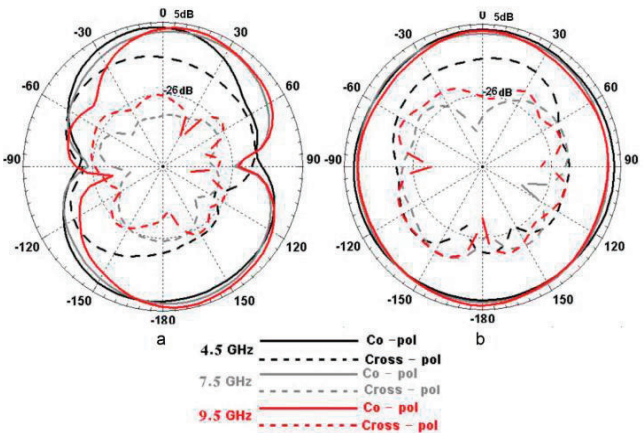 0 5dB 0 5dB
-30 30 -30 30
-60 -26dB 60 -60 -26dB 60
-90 90 -90 90
-120 120 -120 120
-150 150 -150 150
-180 -180
a b
4.5 GHz Co - pol
Cross - pol
7.5 GHz Co - pol
Cross - pol
9.5 GHz Co - pol
Cross - pol